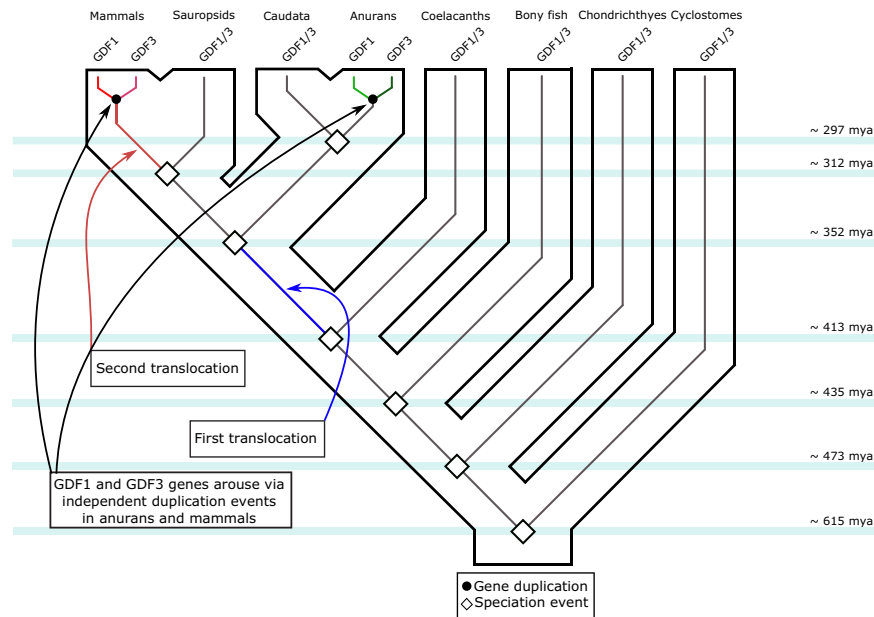 Mammals Sauropsids Caudata Anurans Coelacanths Bony fish Chondrichthyes Cyclostomes
GDF1 GDF3 GDF1/3 GDF1/3 GDF1 GDF3 GDF1/3 GDF1/3 GDF1/3 GDF1/3
~ 297 mya
~ 312 mya
~ 352 mya
~ 413 mya
Second translocation
~ 435 mya
First translocation
~ 473 mya
GDF1 and GDF3 genes arouse via
independent duplication events
in anurans and mammals
~ 615 mya
Gene duplication
Speciation event